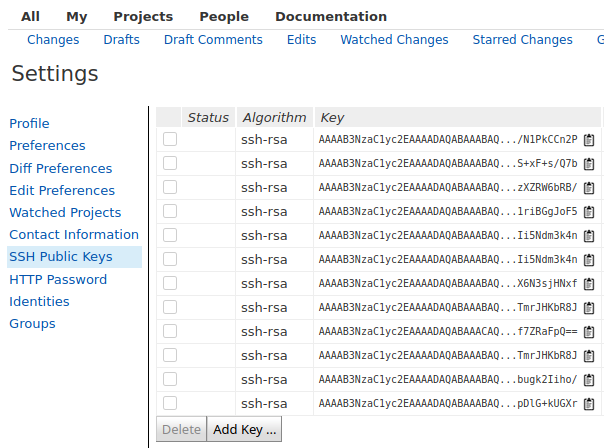 All My Projects People Documentation
Changes Drafts Draft Comments Edits Watched Changes Starred Changes G
Settings
Profile
Preferences
Diff Preferences
Edit Preferences
Watched Projects
Contact Information
SSH Public Keys
HTTP Password
Identities
Groups
Status Algorithm Key
ssh-rsa AAAAB3NzaC1yc2EAAAADAQABAAABAQ.../N1PkCCn2P
ssh-rsa AAAAB3NzaC1yc2EAAAADAQABAAABAQ...S+xF+s/Q7b
ssh-rsa AAAAB3NzaC1yc2EAAAADAQABAAABAQ...zXZRW6bRB/
ssh-rsa AAAAB3NzaC1yc2EAAAADAQABAAABAQ...1riBGgJoF5
ssh-rsa AAAAB3NzaC1yc2EAAAADAQABAAABAQ...Ii5Ndm3k4n
ssh-rsa AAAAB3NzaC1yc2EAAAADAQABAAABAQ...Ii5Ndm3k4n
ssh-rsa AAAAB3NzaC1yc2EAAAADAQABAAABAQ...X6N3sjHNxf
ssh-rsa AAAAB3NzaC1yc2EAAAADAQABAAABAQ...TmrJHKbR8J
ssh-rsa AAAAB3NzaC1yc2EAAAADAQABAAACAQ...f7ZRaFpQ==
ssh-rsa AAAAB3NzaC1yc2EAAAADAQABAAABAQ...TmrJHKbR8J
ssh-rsa AAAAB3NzaC1yc2EAAAADAQABAAABAQ...bugk2Iiho/
ssh-rsa AAAAB3NzaC1yc2EAAAADAQABAAABAQ...pDlG+kUGXr
Delete Add Key ...